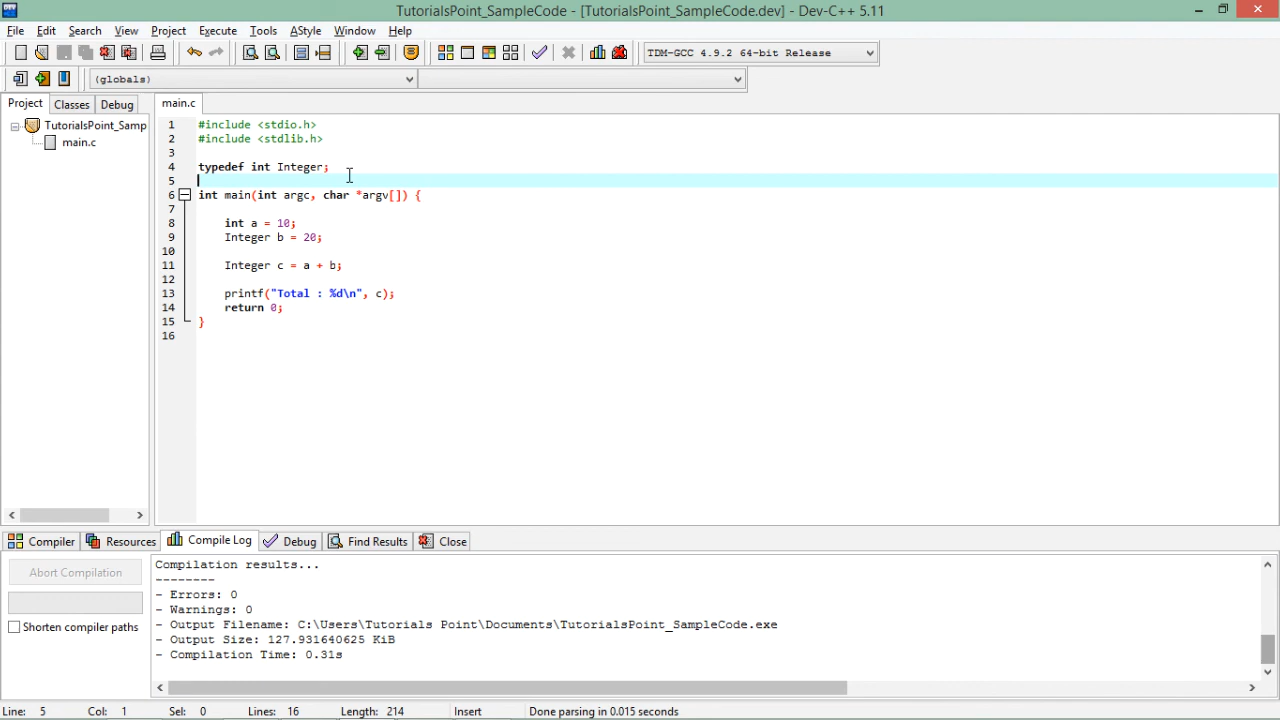 TutorialsPoint_SampleCode - [TutorialsPoint_SampleCode.dev] - Dev-C++ 5.11
File Edit Search View Project Execute Tools AStyle Window Help
TDM-GCC 4.9.2 64-bit Release
(globals)
Project Classes Debug
main.c
TutorialsPoint_Samp
main.c
1 #include <stdio.h>
2 #include <stdlib.h>
3
4 typedef int Integer;
5
6 int main(int argc, char *argv[]) {
7
8 int a = 10;
9 Integer b = 20;
10
11 Integer c = a + b;
12
13 printf("Total : %d\n", c);
14 return 0;
15 }
16
Compiler Resources Compile Log Debug Find Results Close
Abort Compilation
Shorten compiler paths
Compilation results...
--------
- Errors: 0
- Warnings: 0
- Output Filename: C:\Users\Tutorials Point\Documents\TutorialsPoint_SampleCode.exe
- Output Size: 127.931640625 KiB
- Compilation Time: 0.31s
Line: 5 Col: 1 Sel: 0 Lines: 16 Length: 214 Insert Done parsing in 0.015 seconds